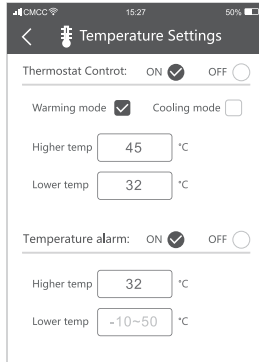 CMCC 15:27 50%
Temperature Settings
Thermostat Controt: ON OFF
Warming mode Cooling mode
Higher temp 45 °C
Lower temp 32 °C
Temperature alarm: ON OFF
Higher temp 32 °C
Lower temp -10~50 °C